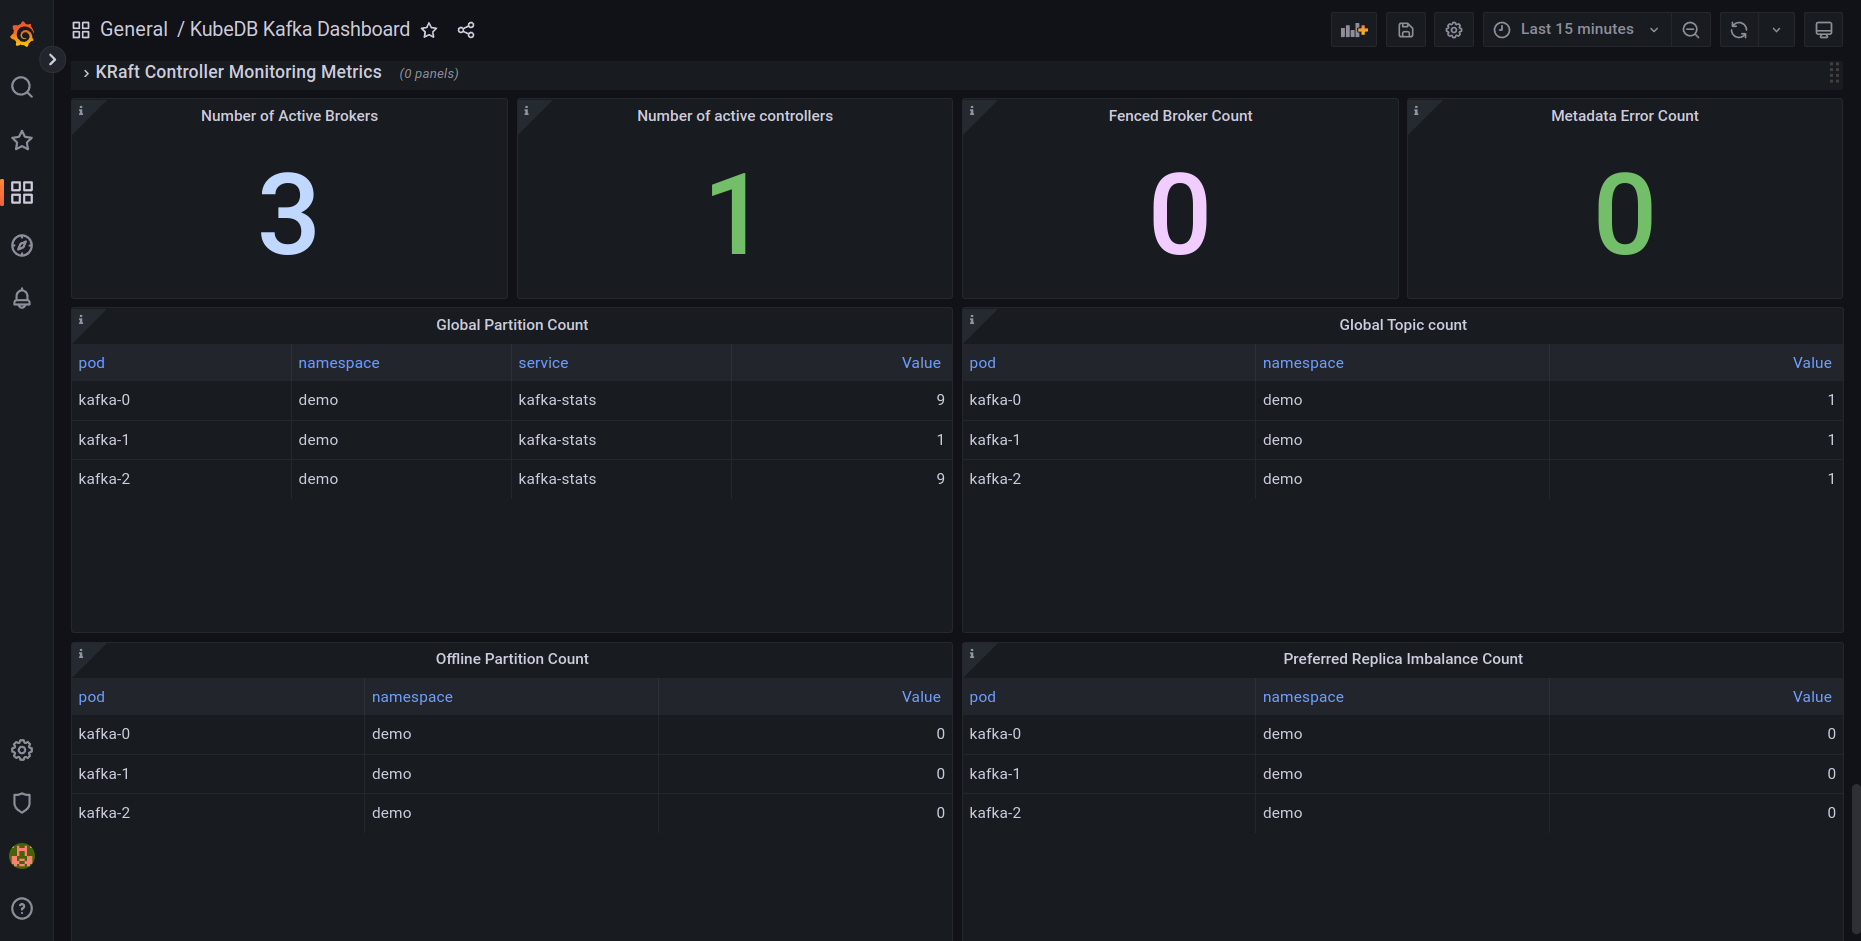 General / KubeDB Kafka Dashboard
Last 15 minutes
KRaft Controller Monitoring Metrics (0 panels)
Number of Active Brokers
3
Number of active controllers
1
Fenced Broker Count
0
Metadata Error Count
0
Global Partition Count
pod namespace service Value
kafka-0 demo kafka-stats 9
kafka-1 demo kafka-stats 1
kafka-2 demo kafka-stats 9
Global Topic count
pod namespace Value
kafka-0 demo 1
kafka-1 demo 1
kafka-2 demo 1
Offline Partition Count
pod namespace Value
kafka-0 demo 0
kafka-1 demo 0
kafka-2 demo 0
Preferred Replica Imbalance Count
pod namespace Value
kafka-0 demo 0
kafka-1 demo 0
kafka-2 demo 0